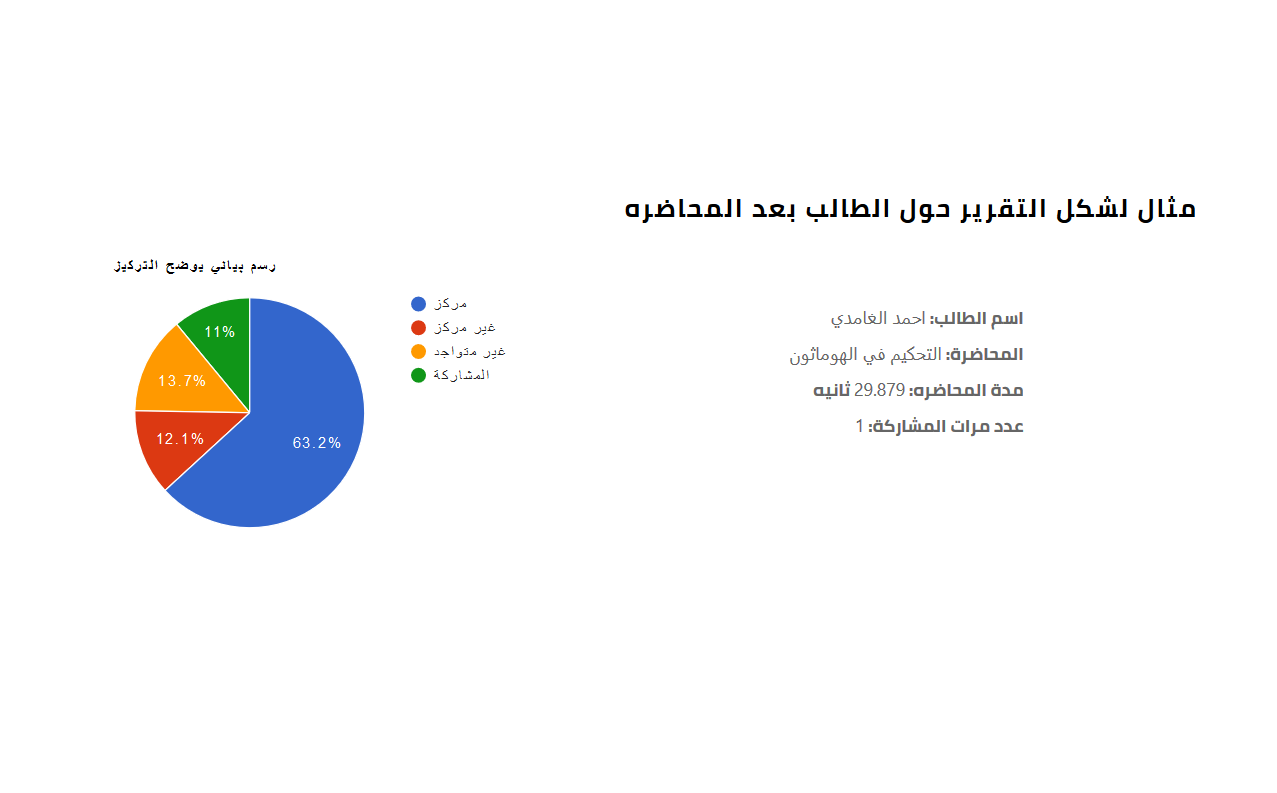 مثال لشكل التقرير حول الطالب بعد المحاضره
اسم الطالب: احمد الغامدي
المحاضرة: التحكيم في الهوماثون
مدة المحاضره: 29.879 ثانيه
عدد مرات المشاركة: 1
رسم بياني يوضح التركيز
مركز
غير مركز
غير متواجد
المشاركة
63.2%
12.1%
13.7%
11%